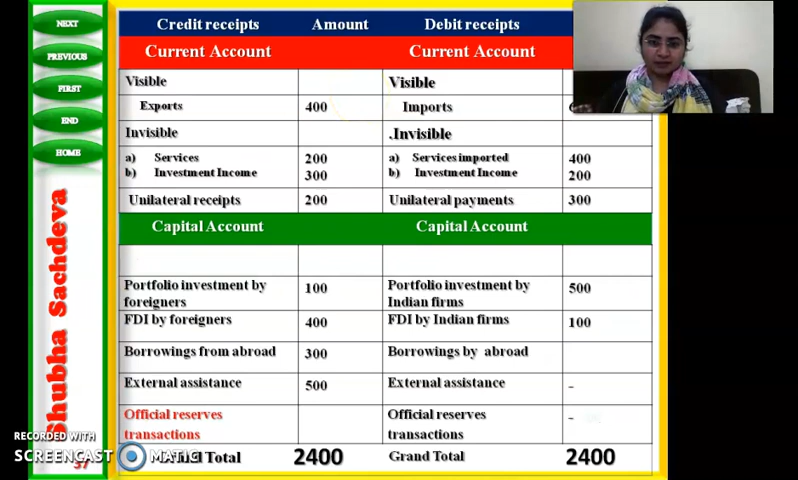 NEXT
PREVIOUS
FIRST
END
HOME
Shubha Sachdeva
Credit receipts Amount Debit receipts
Current Account Current Account
Visible Visible
Exports 400 Imports
Invisible .Invisible
a) Services 200 a) Services imported 400
b) Investment Income 300 b) Investment Income 200
Unilateral receipts 200 Unilateral payments 300
Capital Account Capital Account
Portfolio investment by 100 Portfolio investment by 500
foreigners Indian firms
FDI by foreigners 400 FDI by Indian firms 100
Borrowings from abroad 300 Borrowings by abroad
External assistance 500 External assistance -
Official reserves Official reserves -
transactions transactions
Total 2400 Grand Total 2400
RECORDED WITH
SCREENCAST MATIC
37